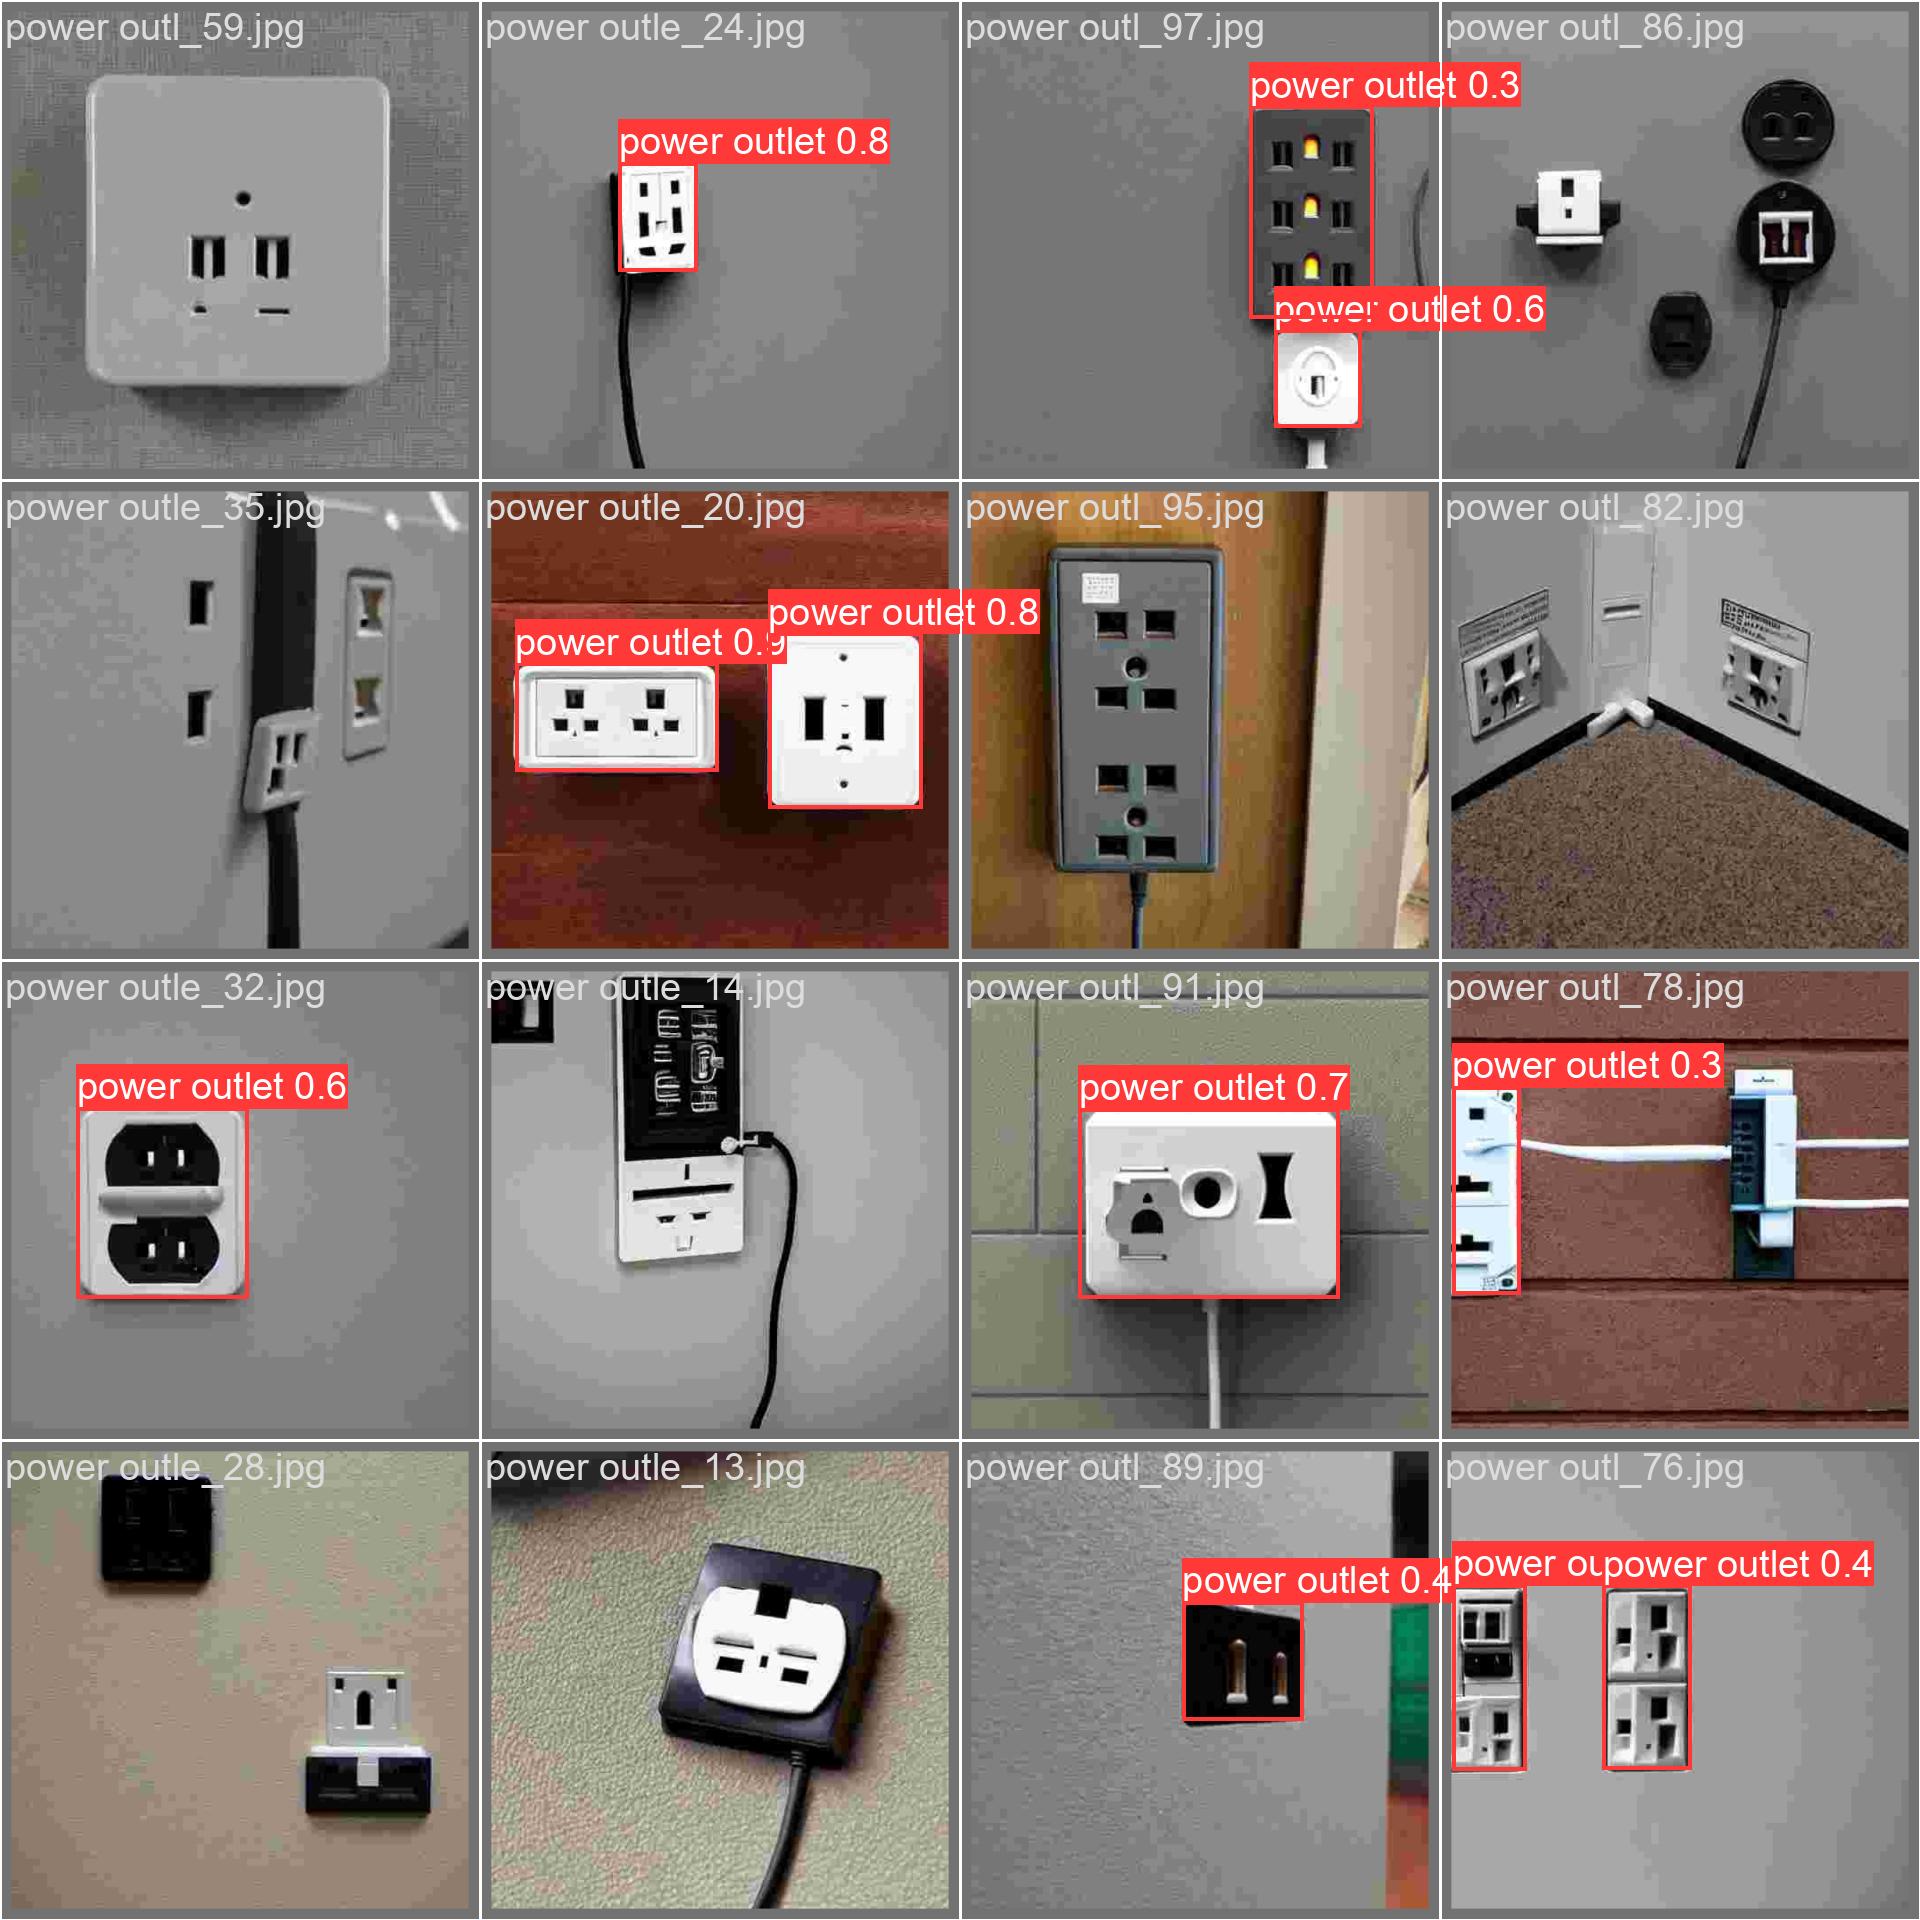 power outl_59.jpg
power outle_24.jpg
power outlet 0.8
power outl_97.jpg
power outlet 0.3
power outlet 0.6
power outl_86.jpg
power outle_35.jpg
power outle_20.jpg
power outlet 0.9
power outlet 0.8
power outl_95.jpg
power outl_82.jpg
power outle_32.jpg
power outlet 0.6
power outle_14.jpg
power outl_91.jpg
power outlet 0.7
power outl_78.jpg
power outlet 0.3
power outle_28.jpg
power outle_13.jpg
power outl_89.jpg
power outlet 0.4
power outl_76.jpg
power ou
power outlet 0.4